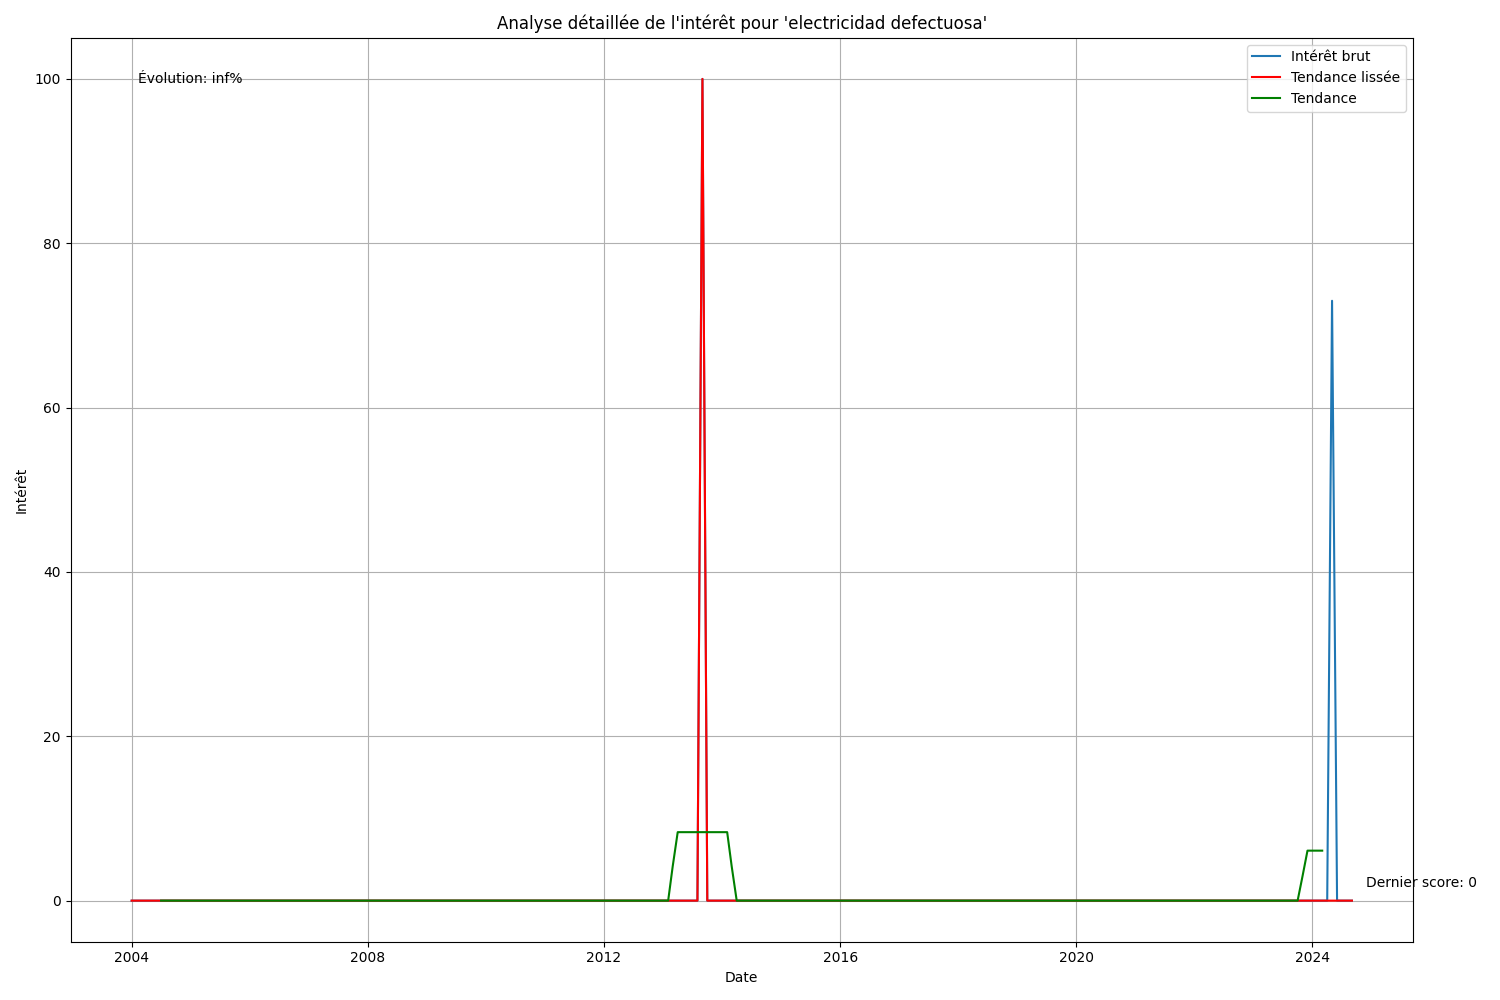 Analyse détaillée de l'intérêt pour 'electricidad defectuosa'
Évolution: inf%
Intérêt brut
Tendance lissée
Tendance
100
80
60
40
20
0
Intérêt
Dernier score: 0
2004
2008
2012
2016
2020
2024
Date